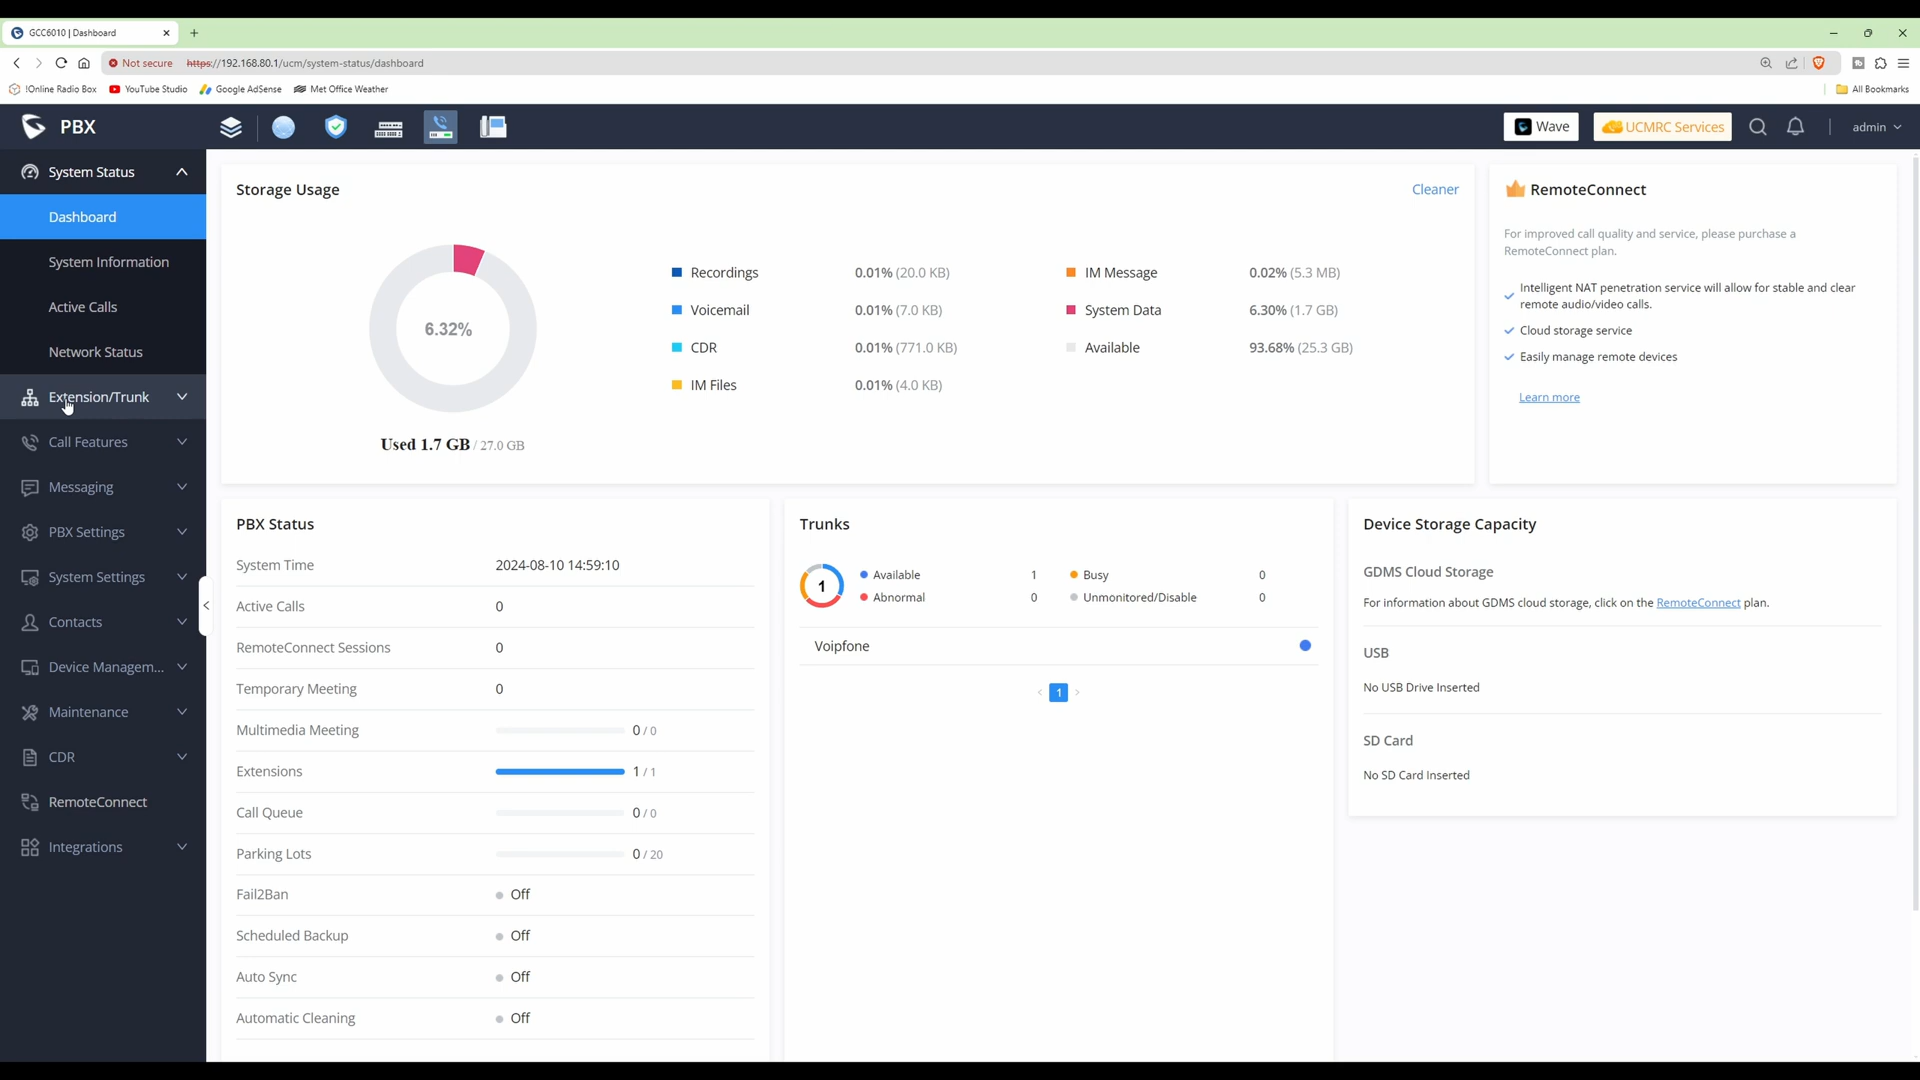 GCC6010 | Dashboard
Not secure https://192.168.80.1/ucm/system-status/dashboard
!Online Radio Box YouTube Studio Google AdSense Met Office Weather All Bookmarks
PBX Wave UCMRC Services admin
System Status
Dashboard
System Information
Active Calls
Network Status
Extension/Trunk
Call Features
Messaging
PBX Settings
System Settings
Contacts
Device Managem...
Maintenance
CDR
RemoteConnect
Integrations
Storage Usage Cleaner
6.32%
Used 1.7 GB / 27.0 GB
Recordings 0.01% (20.0 KB)
Voicemail 0.01% (7.0 KB)
CDR 0.01% (771.0 KB)
IM Files 0.01% (4.0 KB)
IM Message 0.02% (5.3 MB)
System Data 6.30% (1.7 GB)
Available 93.68% (25.3 GB)
RemoteConnect
For improved call quality and service, please purchase a
RemoteConnect plan.
Intelligent NAT penetration service will allow for stable and clear
remote audio/video calls.
Cloud storage service
Easily manage remote devices
Learn more
PBX Status
System Time 2024-08-10 14:59:10
Active Calls 0
RemoteConnect Sessions 0
Temporary Meeting 0
Multimedia Meeting 0 / 0
Extensions 1 / 1
Call Queue 0 / 0
Parking Lots 0 / 20
Fail2Ban Off
Scheduled Backup Off
Auto Sync Off
Automatic Cleaning Off
Trunks
1
Available 1 Busy 0
Abnormal 0 Unmonitored/Disable 0
Voipfone
< 1 >
Device Storage Capacity
GDMS Cloud Storage
For information about GDMS cloud storage, click on the RemoteConnect plan.
USB
No USB Drive Inserted
SD Card
No SD Card Inserted